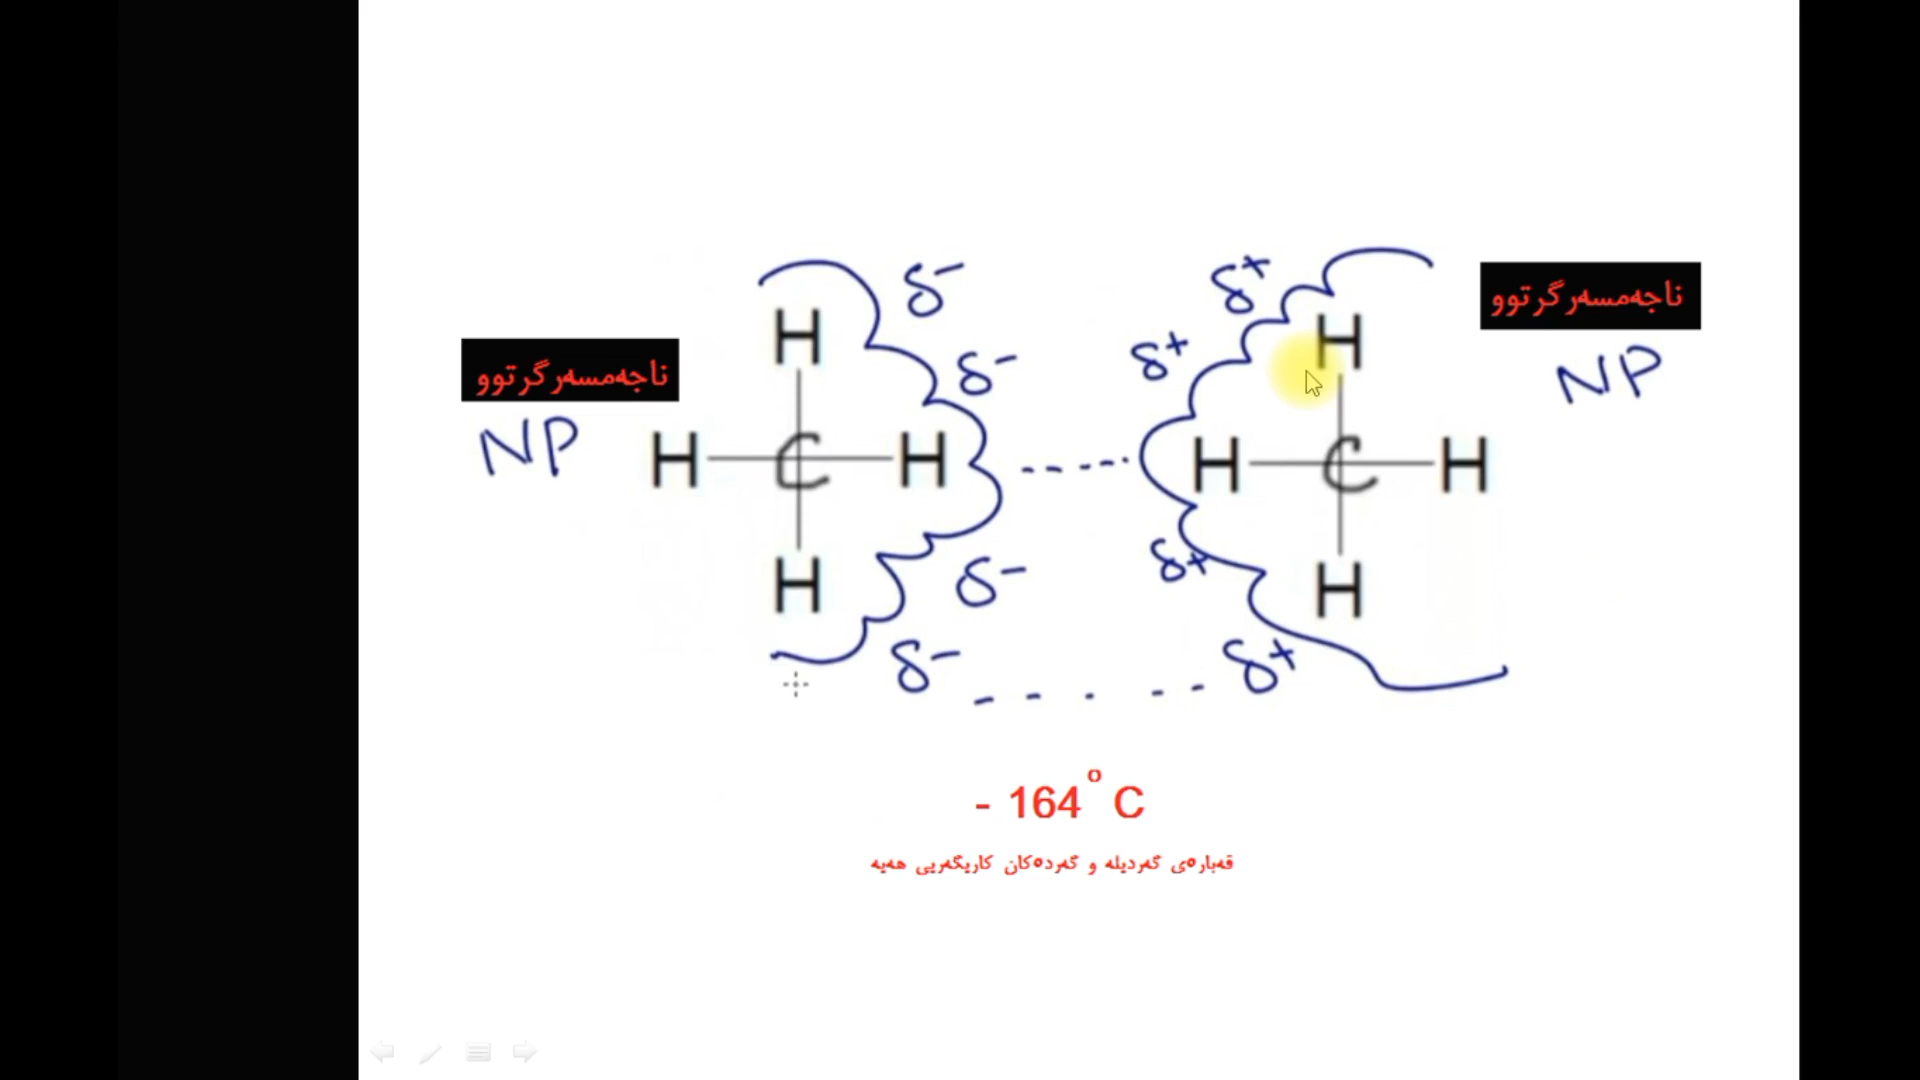 δ⁻ δ⁺
ناجەمسەرگرتوو
ناجەمسەرگرتوو
H H
δ⁻ δ⁺
NP
NP
H C H H C H
δ⁻ δ⁺
H H
δ⁻ δ⁺
- 164° C
قەبارەی گەردیلە و گەردەکان کاریگەریی هەیە